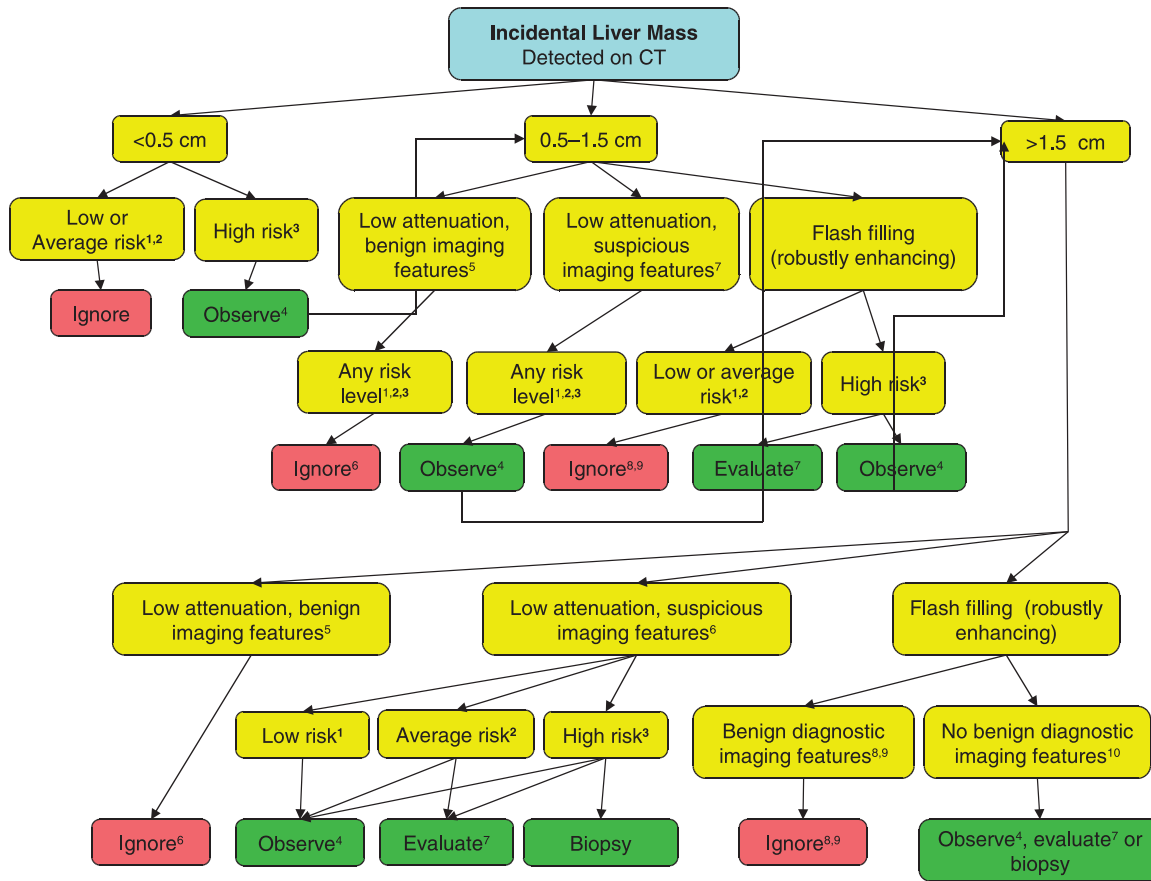 Incidental Liver Mass
Detected on CT
<0.5 cm
0.5–1.5 cm
>1.5 cm
Low or
Average risk¹,²
High risk³
Low attenuation,
benign imaging
features⁵
Low attenuation,
suspicious
imaging features⁷
Flash filling
(robustly enhancing)
Ignore
Observe⁴
Any risk
level¹,²,³
Any risk
level¹,²,³
Low or average
risk¹,²
High risk³
Ignore⁶
Observe⁴
Ignore⁸,⁹
Evaluate⁷
Observe⁴
Low attenuation, benign
imaging features⁵
Low attenuation, suspicious
imaging features⁶
Flash filling (robustly
enhancing)
Low risk¹
Average risk²
High risk³
Benign diagnostic
imaging features⁸,⁹
No benign diagnostic
imaging features¹⁰
Ignore⁶
Observe⁴
Evaluate⁷
Biopsy
Ignore⁸,⁹
Observe⁴, evaluate⁷ or
biopsy